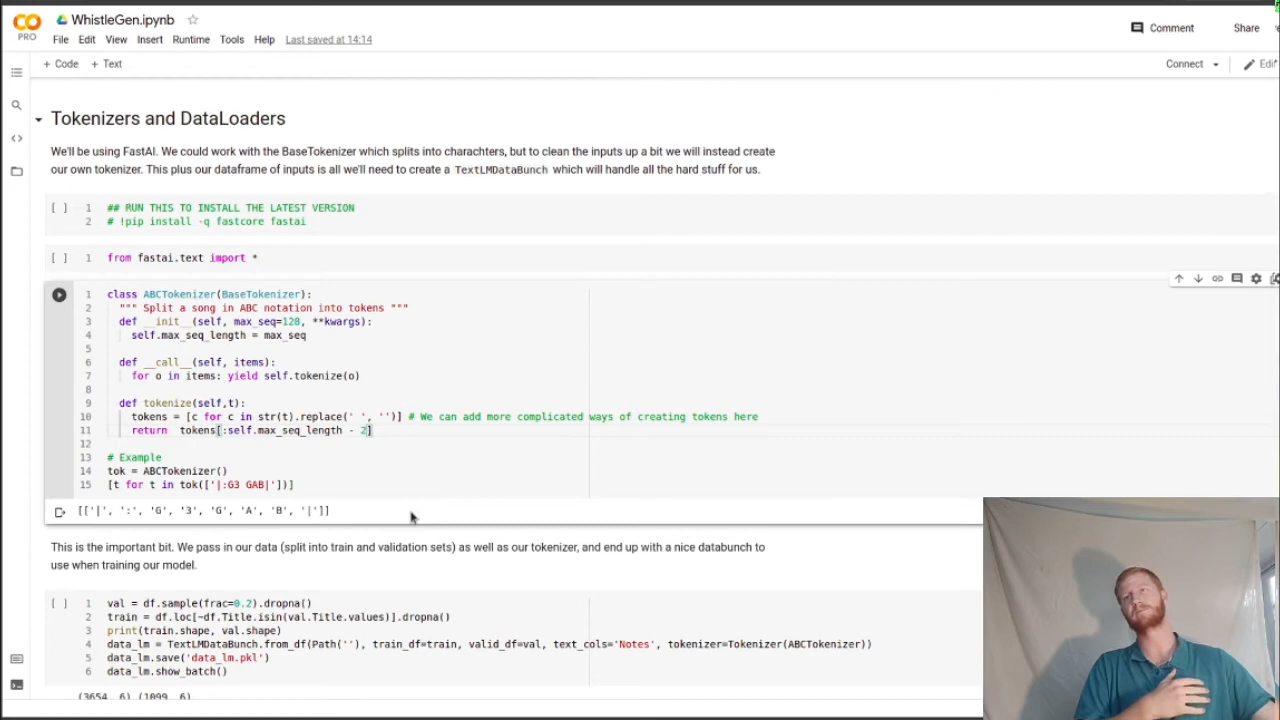 WhistleGen.ipynb
PRO
File Edit View Insert Runtime Tools Help Last saved at 14:14
Comment Share
+ Code + Text
Connect
Tokenizers and DataLoaders
We'll be using FastAI. We could work with the BaseTokenizer which splits into charachters, but to clean the inputs up a bit we will instead create
our own tokenizer. This plus our dataframe of inputs is all we'll need to create a TextLMDataBunch which will handle all the hard stuff for us.
[ ] 1 ## RUN THIS TO INSTALL THE LATEST VERSION
2 # !pip install -q fastcore fastai
[ ] 1 from fastai.text import *
1 class ABCTokenizer(BaseTokenizer):
2 """ Split a song in ABC notation into tokens """
3 def __init__(self, max_seq=128, **kwargs):
4 self.max_seq_length = max_seq
5
6 def __call__(self, items):
7 for o in items: yield self.tokenize(o)
8
9 def tokenize(self,t):
10 tokens = [c for c in str(t).replace(' ', '')] # We can add more complicated ways of creating tokens here
11 return tokens[:self.max_seq_length - 2]
12
13 # Example
14 tok = ABCTokenizer()
15 [t for t in tok(['|:G3 GAB|'])]
[['|', ':', 'G', '3', 'G', 'A', 'B', '|']]
This is the important bit. We pass in our data (split into train and validation sets) as well as our tokenizer, and end up with a nice databunch to
use when training our model.
[ ] 1 val = df.sample(frac=0.2).dropna()
2 train = df.loc[~df.Title.isin(val.Title.values)].dropna()
3 print(train.shape, val.shape)
4 data_lm = TextLMDataBunch.from_df(Path(''), train_df=train, valid_df=val, text_cols='Notes', tokenizer=Tokenizer(ABCTokenizer))
5 data_lm.save('data_lm.pkl')
6 data_lm.show_batch()
(3654, 6) (1099, 6)